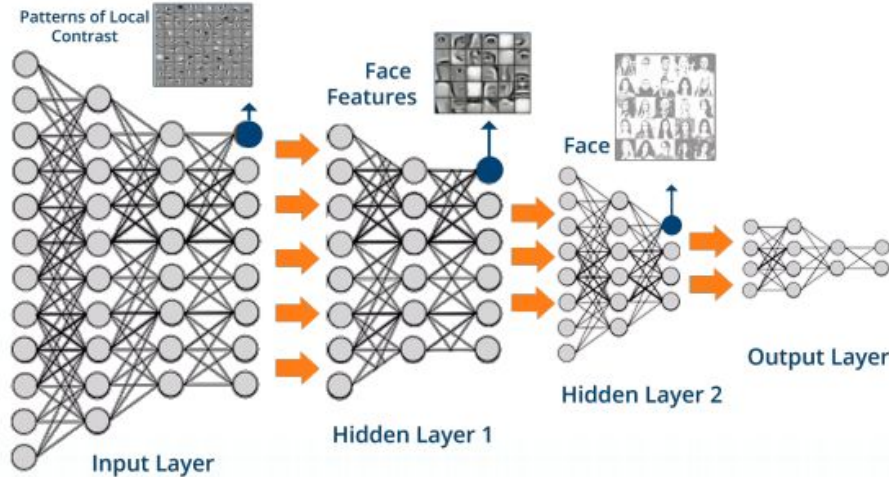 Patterns of Local
Contrast
Face
Features
Face
Input Layer
Hidden Layer 1
Hidden Layer 2
Output Layer